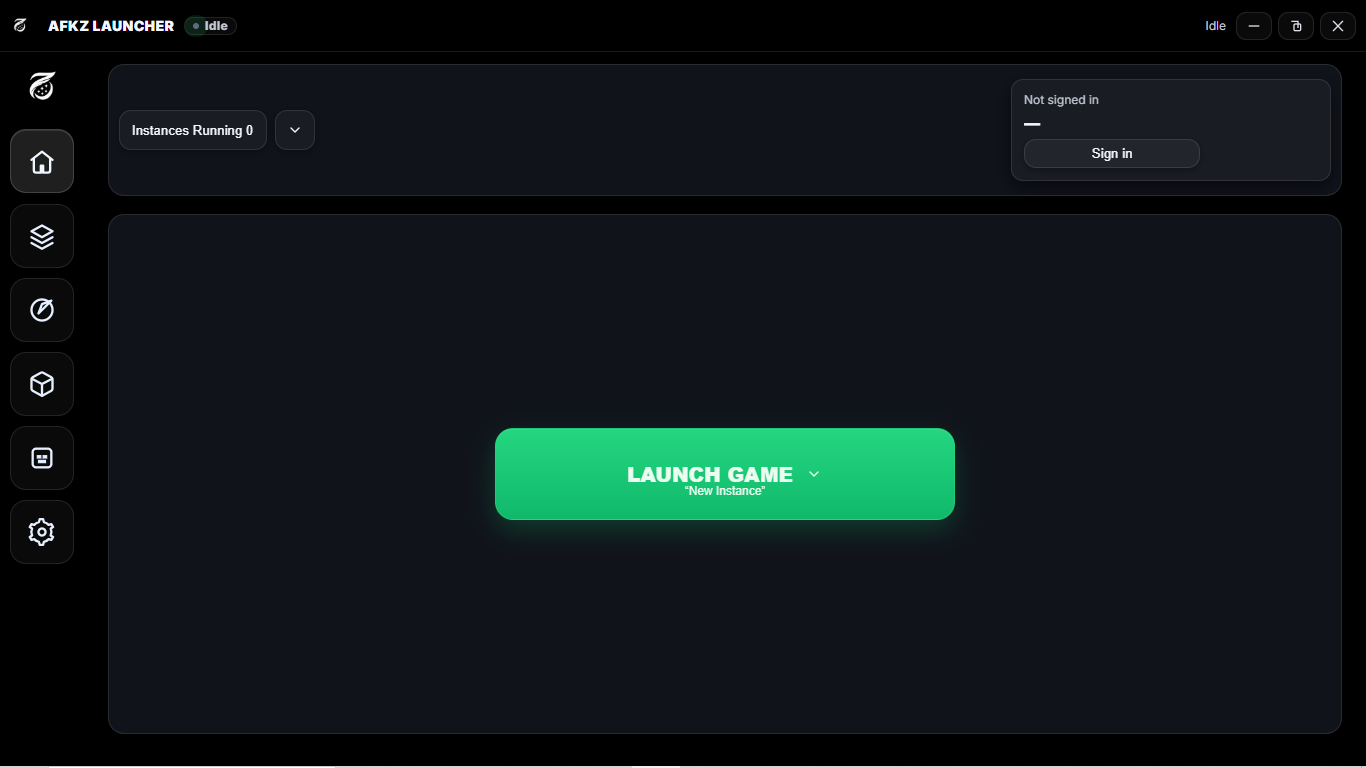 AFKZ LAUNCHER
Idle
Idle
Instances Running 0
Not signed in
—
Sign in
LAUNCH GAME
"New Instance"